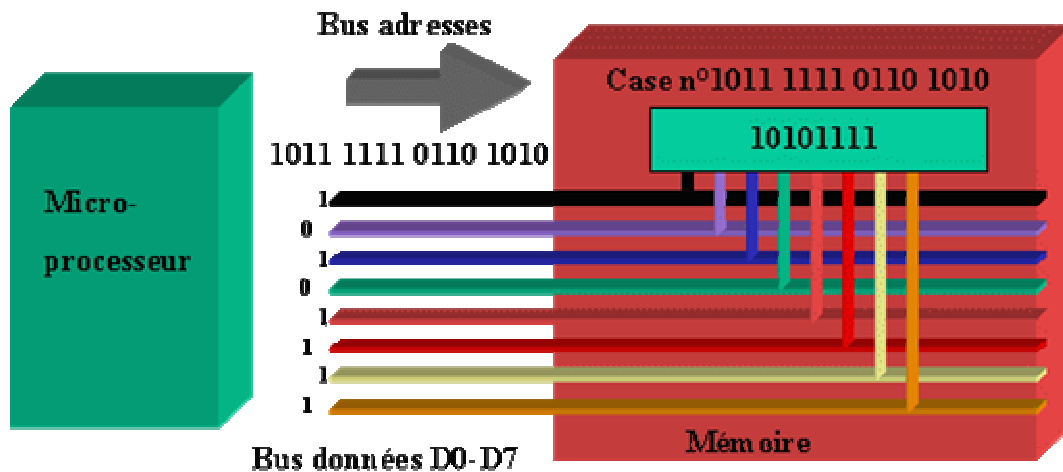 Bus adresses
Case n°1011 1111 0110 1010
10101111
1011 1111 0110 1010
Micro-
processeur
1
0
1
0
1
1
1
1
Mémoire
Bus données D0-D7